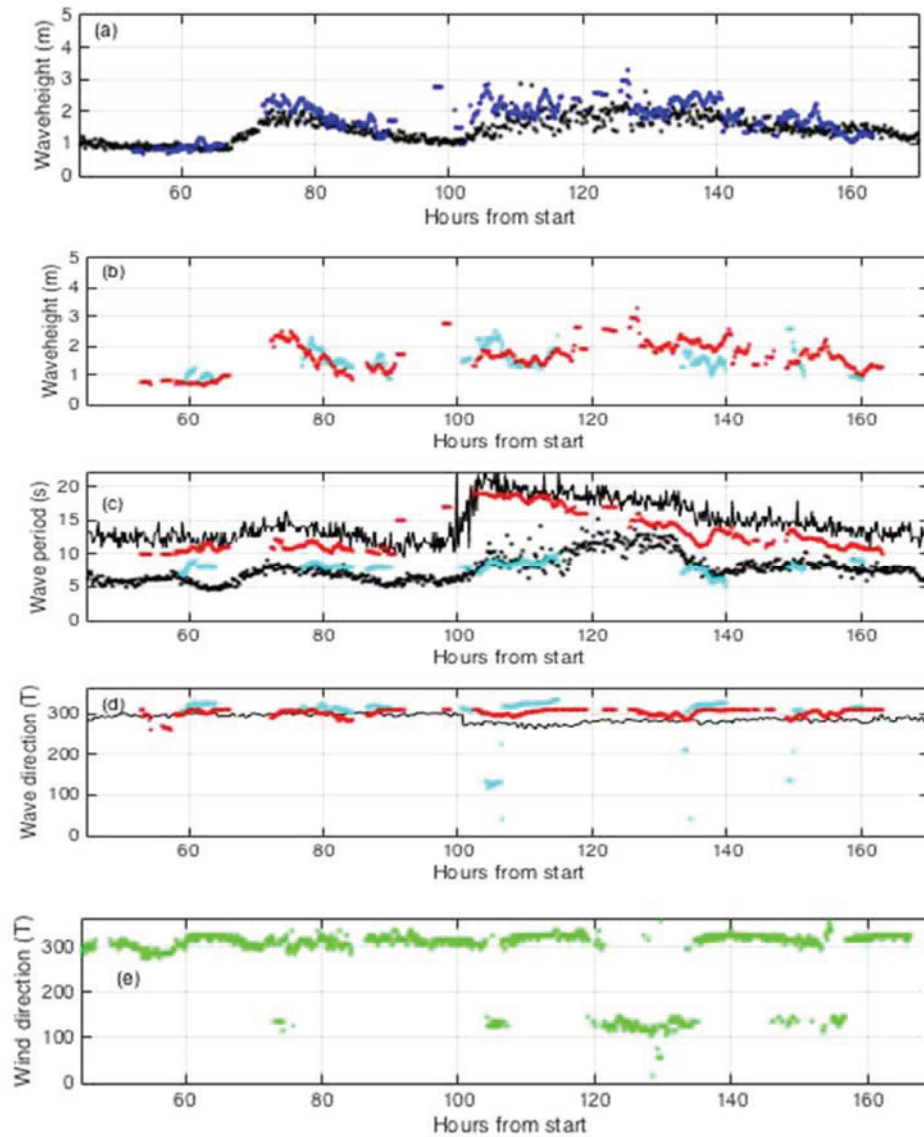 (a)
Waveheight (m)
5
4
3
2
1
0
60 80 100 120 140 160
Hours from start
(b)
Waveheight (m)
5
4
3
2
1
0
60 80 100 120 140 160
Hours from start
(c)
Wave period (s)
20
15
10
5
0
60 80 100 120 140 160
Hours from start
(d)
Wave direction (T)
300
200
100
0
60 80 100 120 140 160
Hours from start
(e)
Wind direction (T)
300
200
100
0
60 80 100 120 140 160
Hours from start